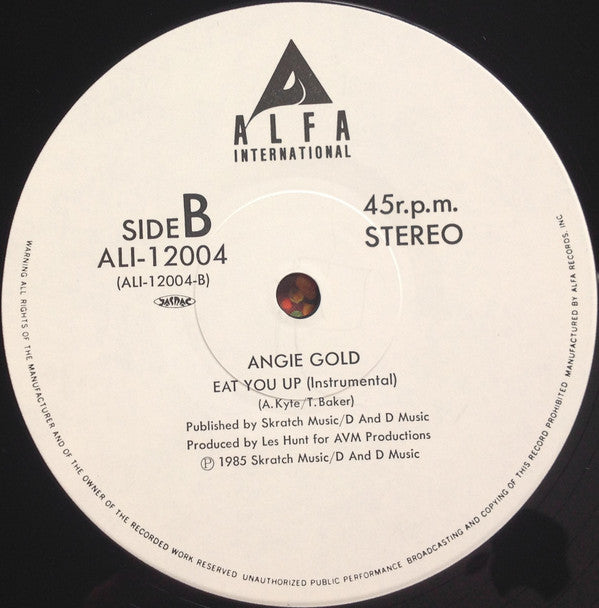 ALFA
INTERNATIONAL
SIDE B
ALI-12004
(ALI-12004-B)
JASRAC
45r.p.m.
STEREO
ANGIE GOLD
EAT YOU UP (Instrumental)
(A.Kyte/T.Baker)
Published by Skratch Music/D And D Music
Produced by Les Hunt for AVM Productions
Ⓟ 1985 Skratch Music/D And D Music
WARNING ALL RIGHTS OF THE MANUFACTURER AND OF THE OWNER OF THE RECORDED WORK RESERVED UNAUTHORIZED PUBLIC PERFORMANCE BROADCASTING AND COPYING OF THIS RECORD PROHIBITED MANUFACTURED BY ALFA RECORDS, INC